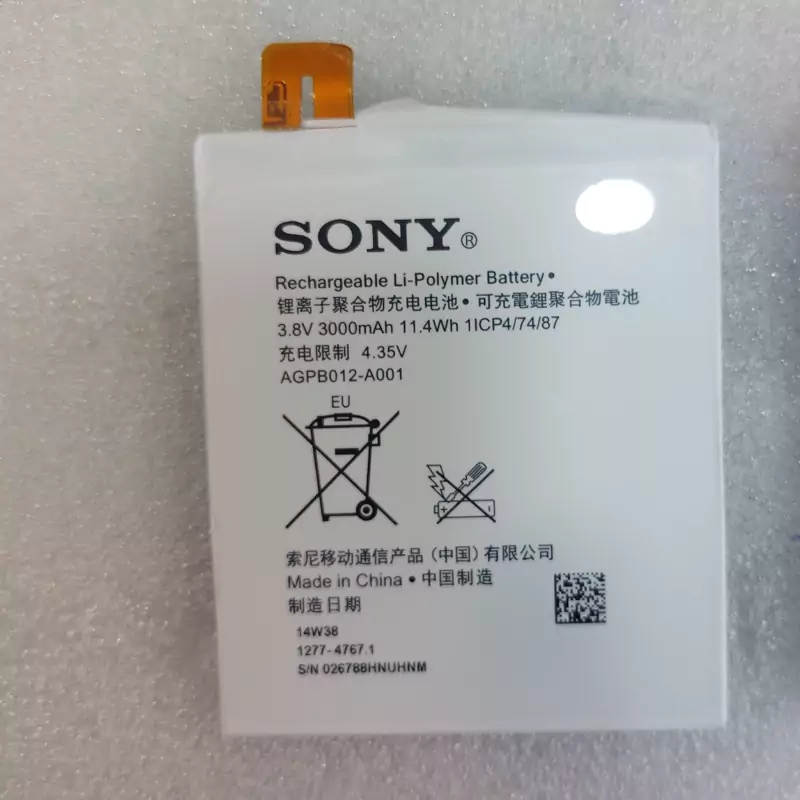 SONY®
Rechargeable Li-Polymer Battery •
锂离子聚合物充电电池 • 可充電鋰聚合物電池
3.8V 3000mAh 11.4Wh 1ICP4/74/87
充电限制 4.35V
AGPB012-A001
EU
索尼移动通信产品（中国）有限公司
Made in China • 中国制造
制造日期
14W38
1277-4767.1
S/N 026788HNUHNM